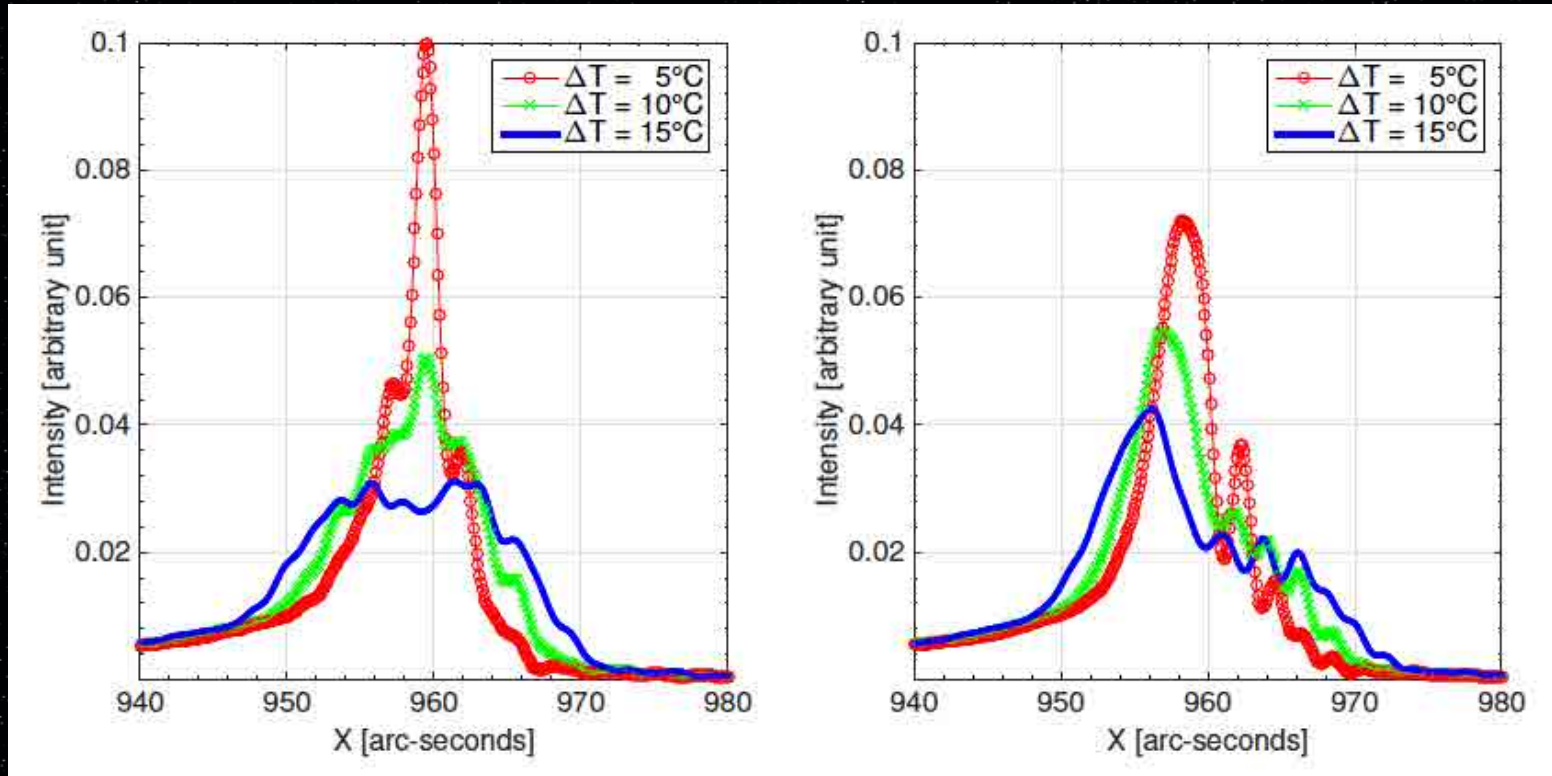 0.1
0.08
0.06
0.04
0.02
Intensity [arbitrary unit]
ΔT = 5°C
ΔT = 10°C
ΔT = 15°C
940 950 960 970 980
X [arc-seconds]
0.1
0.08
0.06
0.04
0.02
Intensity [arbitrary unit]
ΔT = 5°C
ΔT = 10°C
ΔT = 15°C
940 950 960 970 980
X [arc-seconds]